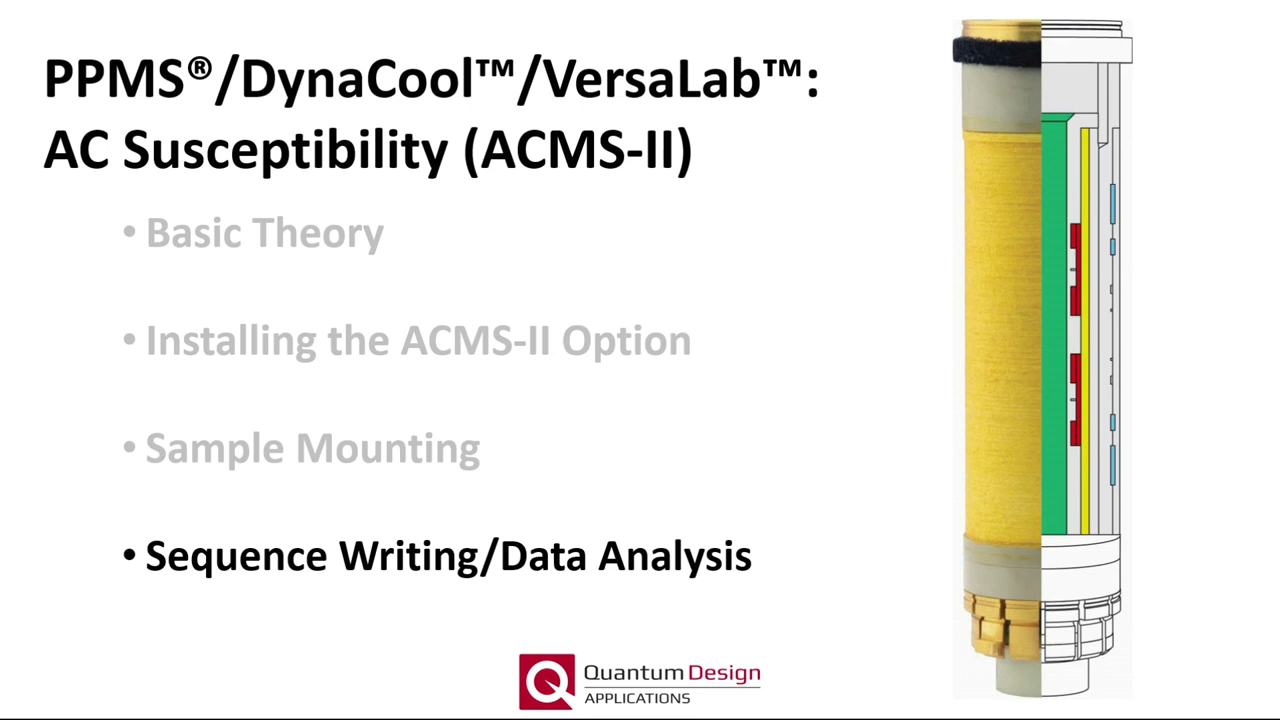 PPMS®/DynaCool™/VersaLab™:
AC Susceptibility (ACMS-II)
• Basic Theory
• Installing the ACMS-II Option
• Sample Mounting
• Sequence Writing/Data Analysis
Quantum Design
APPLICATIONS